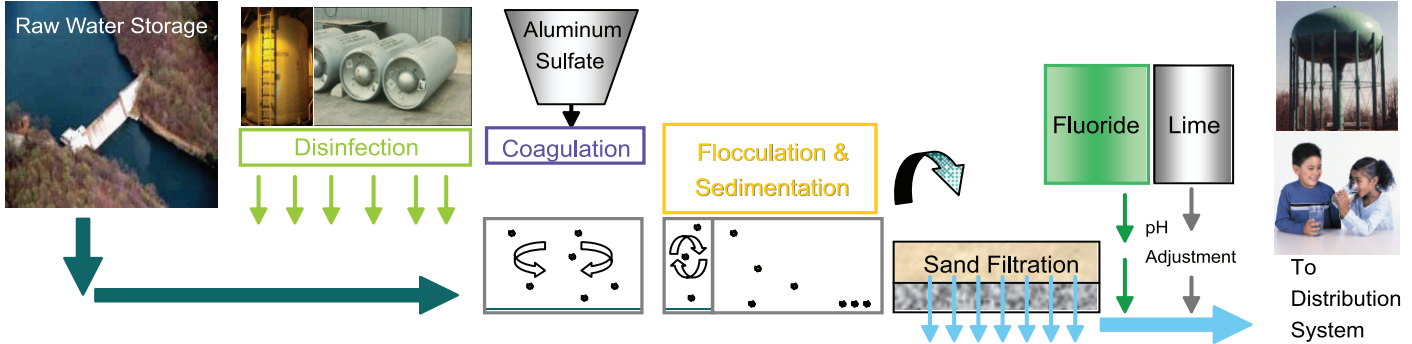 Raw Water Storage
Disinfection
Aluminum
Sulfate
Coagulation
Flocculation &
Sedimentation
Sand Filtration
Fluoride
Lime
pH
Adjustment
To
Distribution
System